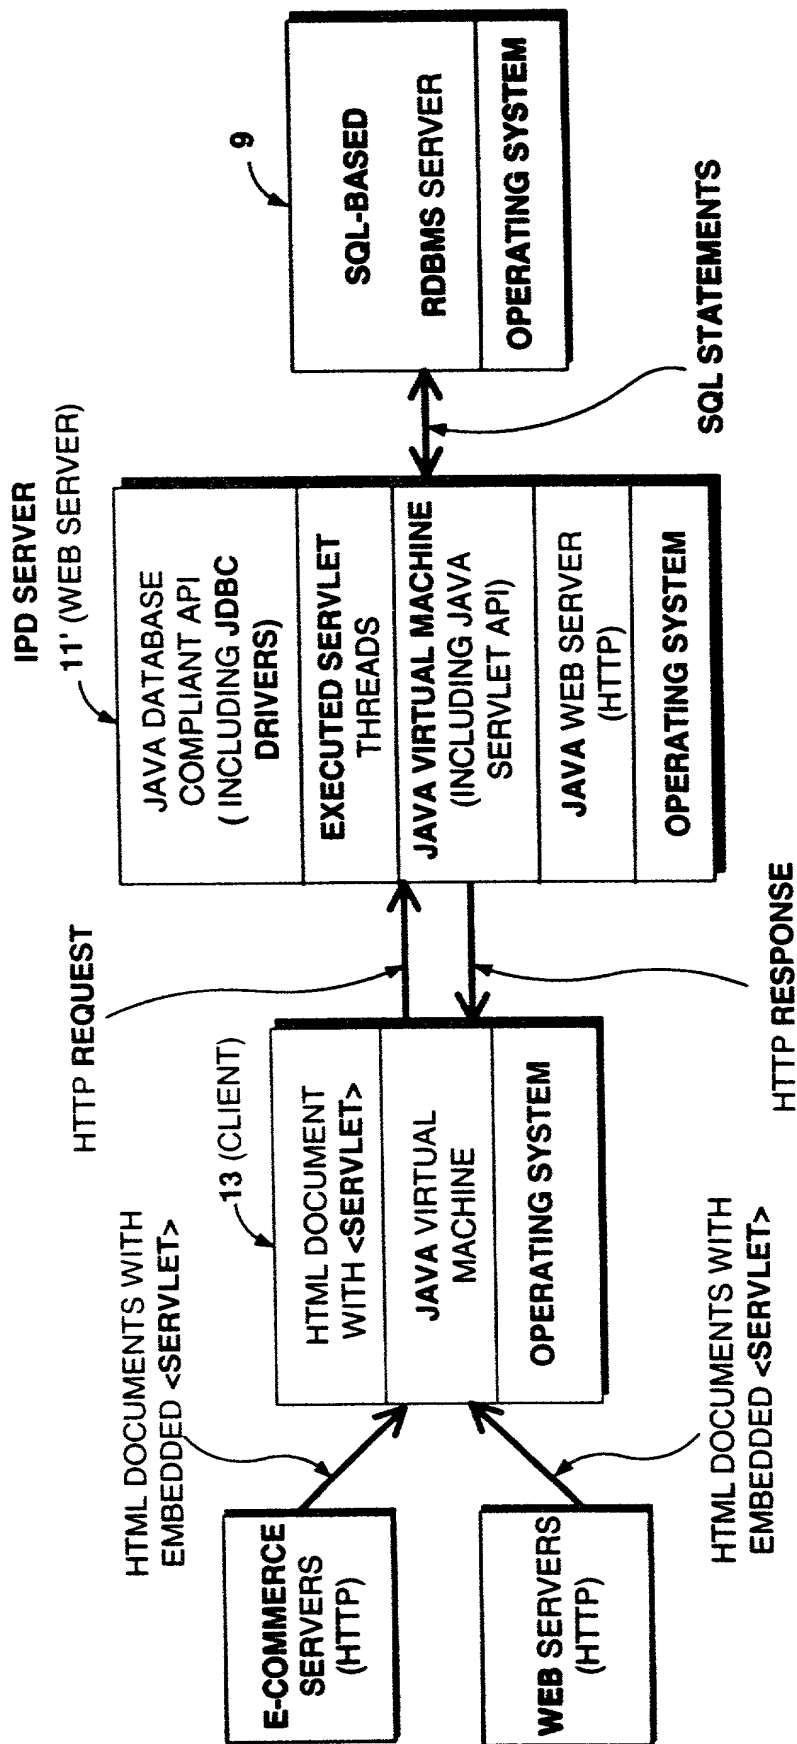 E-COMMERCE
SERVERS
(HTTP)
WEB SERVERS
(HTTP)
HTML DOCUMENTS WITH
EMBEDDED <SERVLET>
HTML DOCUMENTS WITH
EMBEDDED <SERVLET>
13 (CLIENT)
HTML DOCUMENT
WITH <SERVLET>
JAVA VIRTUAL
MACHINE
OPERATING SYSTEM
HTTP REQUEST
HTTP RESPONSE
IPD SERVER
11' (WEB SERVER)
JAVA DATABASE
COMPLIANT API
( INCLUDING JDBC
DRIVERS)
EXECUTED SERVLET
THREADS
JAVA VIRTUAL MACHINE
(INCLUDING JAVA
SERVLET API)
JAVA WEB SERVER
(HTTP)
OPERATING SYSTEM
SQL STATEMENTS
9
SQL-BASED
RDBMS SERVER
OPERATING SYSTEM